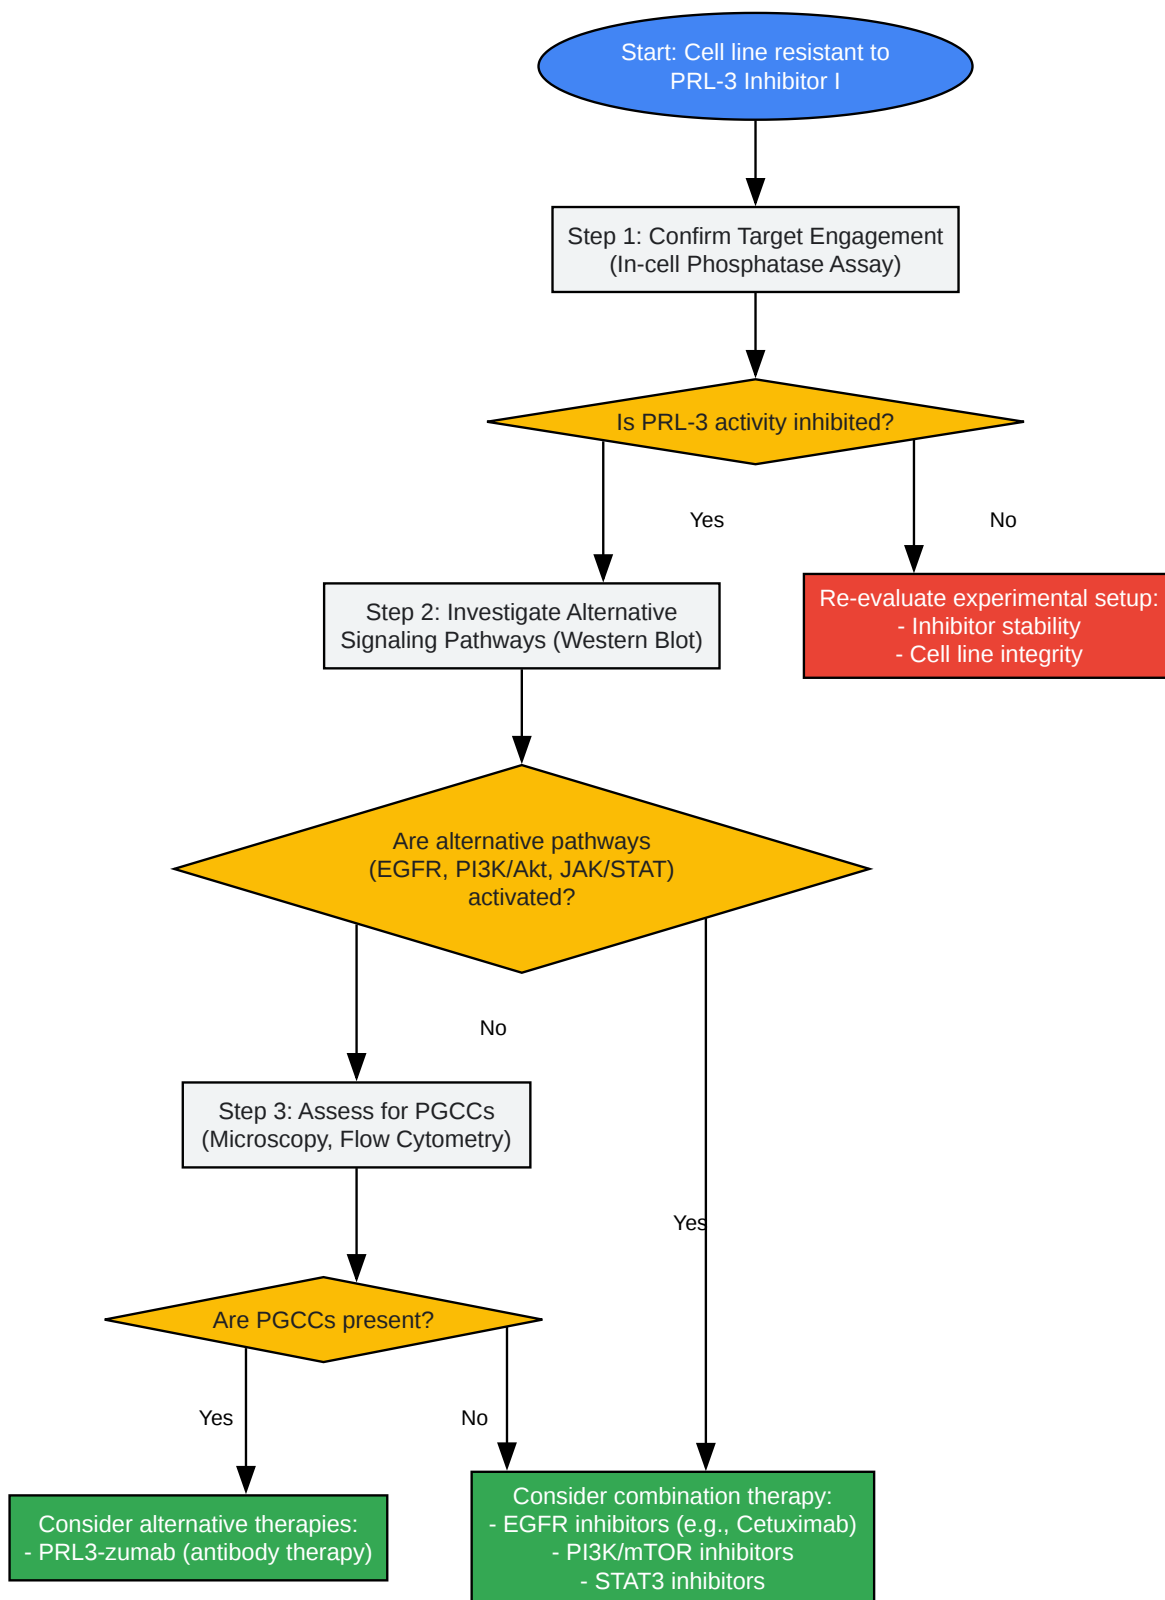 Start: Cell line resistant to
PRL-3 Inhibitor I
Step 1: Confirm Target Engagement
(In-cell Phosphatase Assay)
Is PRL-3 activity inhibited?
Yes
No
Step 2: Investigate Alternative
Signaling Pathways (Western Blot)
Re-evaluate experimental setup:
- Inhibitor stability
- Cell line integrity
Are alternative pathways
(EGFR, PI3K/Akt, JAK/STAT)
activated?
No
Step 3: Assess for PGCCs
(Microscopy, Flow Cytometry)
Yes
Are PGCCs present?
Yes
No
Consider alternative therapies:
- PRL3-zumab (antibody therapy)
Consider combination therapy:
- EGFR inhibitors (e.g., Cetuximab)
- PI3K/mTOR inhibitors
- STAT3 inhibitors